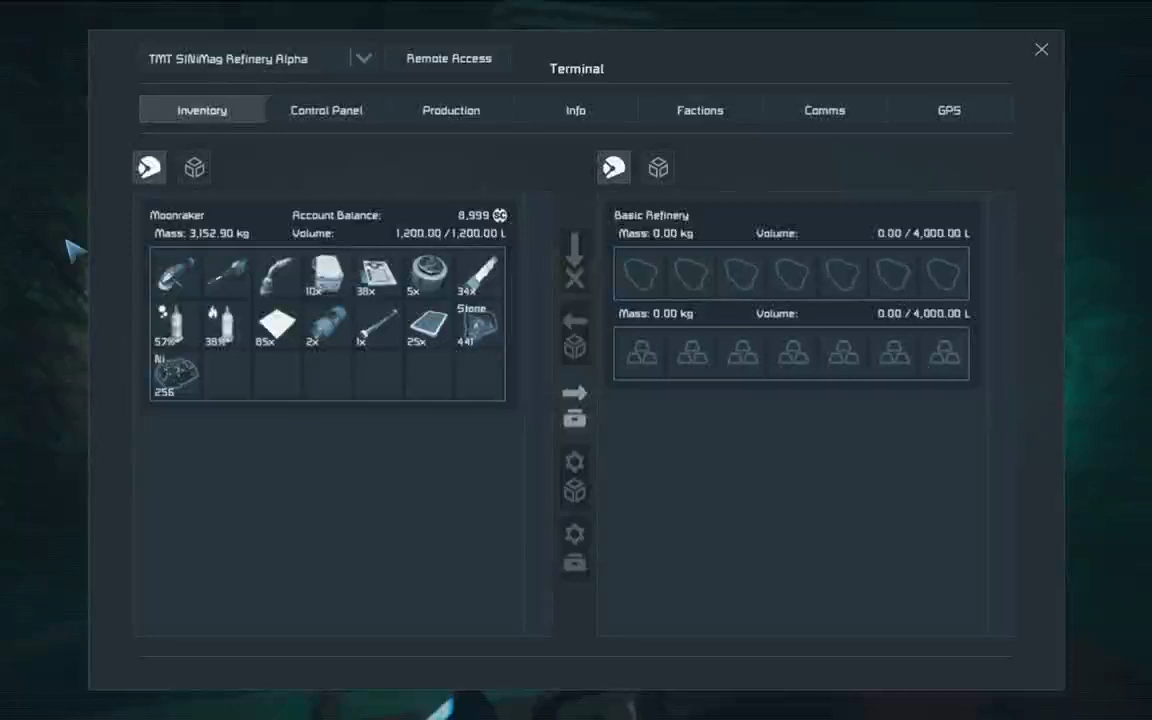 TMT SiNiMag Refinery Alpha
Remote Access
Terminal
Inventory
Control Panel
Production
Info
Factions
Comms
GPS
Moonraker
Account Balance:
8,999
Mass: 3,152.90 kg
Volume:
1,200.00 / 1,200.00 L
10x
38x
5x
34x
Stone
57%
38%
85x
2x
1x
25x
441
Ni
256
Basic Refinery
Mass: 0.00 kg
Volume:
0.00 / 4,000.00 L
Mass: 0.00 kg
Volume:
0.00 / 4,000.00 L